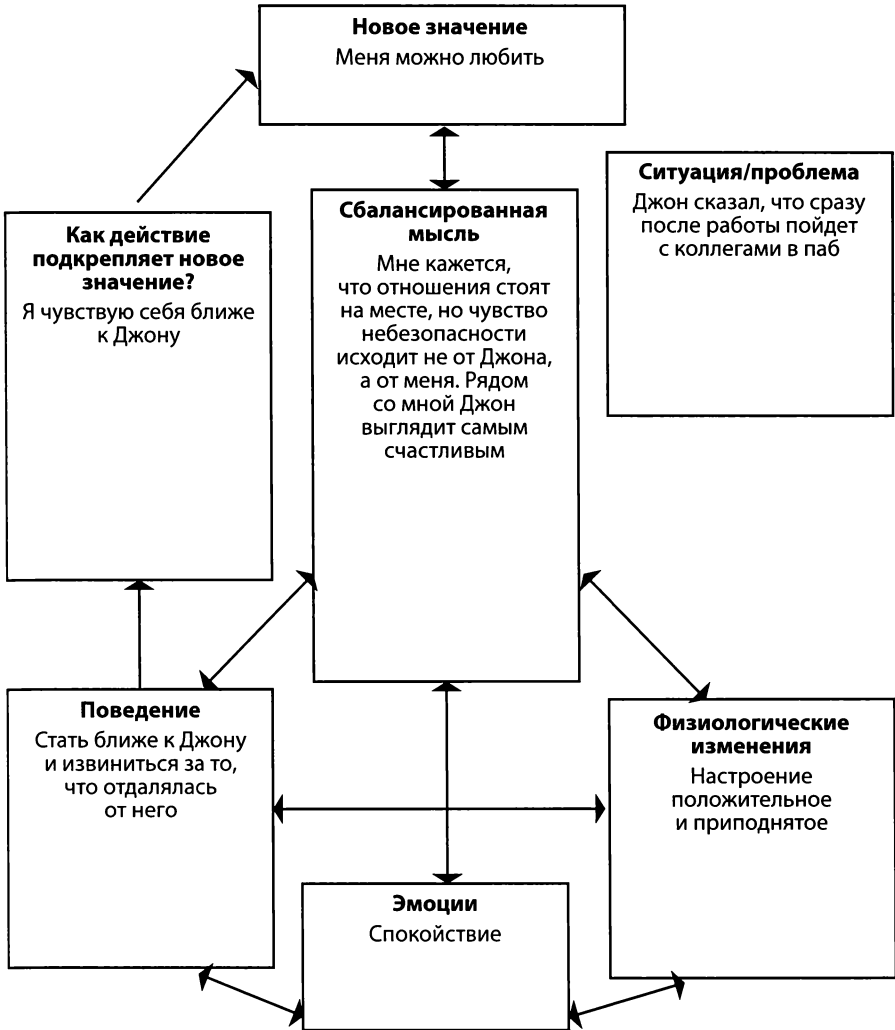 Новое значение
Меня можно любить
Ситуация/проблема
Джон сказал, что сразу
после работы пойдет
с коллегами в паб
Как действие
подкрепляет новое
значение?
Я чувствую себя ближе
к Джону
Сбалансированная
мысль
Мне кажется,
что отношения стоят
на месте, но чувство
небезопасности
исходит не от Джона,
а от меня. Рядом
со мной Джон
выглядит самым
счастливым
Поведение
Стать ближе к Джону
и извиниться за то,
что отдалялась
от него
Физиологические
изменения
Настроение
положительное
и приподнятое
Эмоции
Спокойствие